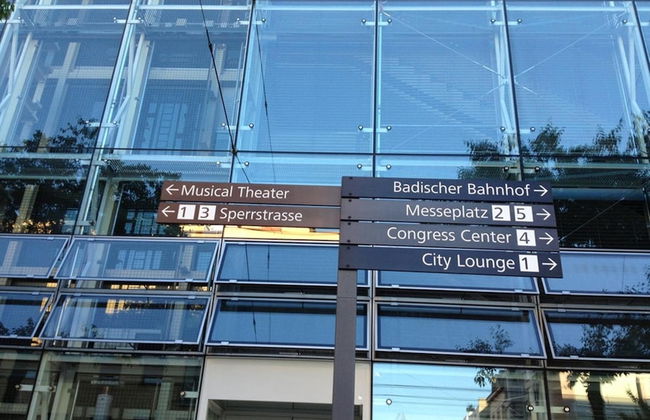 ← Musical Theater
← 1 3 Sperrstrasse
Badischer Bahnhof →
Messeplatz 2 5 →
Congress Center 4 →
City Lounge 1 →